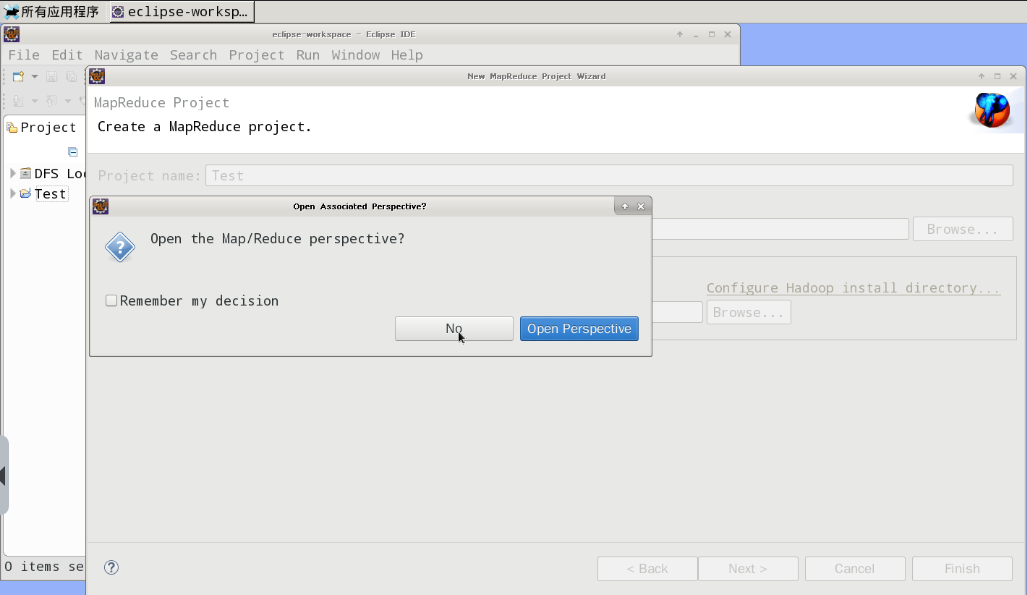 所有应用程序 eclipse-worksp...
eclipse-workspace - Eclipse IDE
File Edit Navigate Search Project Run Window Help
New MapReduce Project Wizard
MapReduce Project
Create a MapReduce project.
Project
DFS Lo
Test
Project name: Test
Open Associated Perspective?
Open the Map/Reduce perspective?
Browse...
Configure Hadoop install directory...
Remember my decision
Browse...
No Open Perspective
0 items se
< Back Next > Cancel Finish